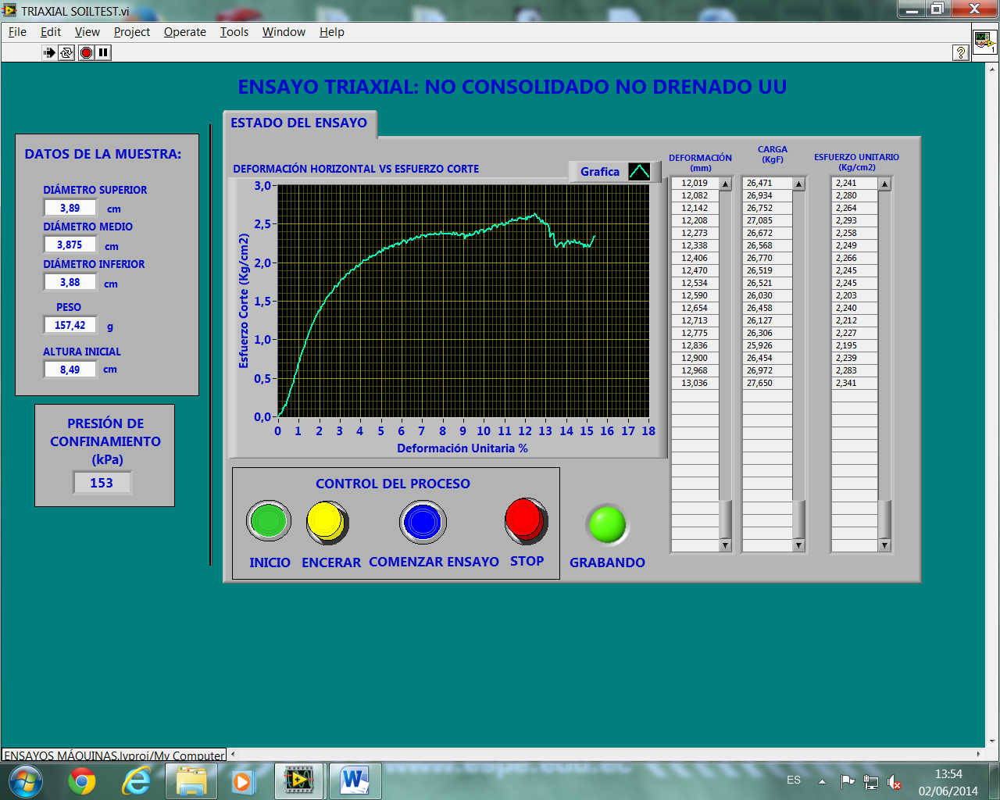 TRIAXIAL SOILTEST.vi
File Edit View Project Operate Tools Window Help
1
ENSAYO TRIAXIAL: NO CONSOLIDADO NO DRENADO UU
DATOS DE LA MUESTRA:
DIÁMETRO SUPERIOR
3,89 cm
DIÁMETRO MEDIO
3,875 cm
DIÁMETRO INFERIOR
3,88 cm
PESO
157,42 g
ALTURA INICIAL
8,49 cm
PRESIÓN DE
CONFINAMIENTO
(kPa)
153
ESTADO DEL ENSAYO
DEFORMACIÓN HORIZONTAL VS ESFUERZO CORTE
Grafica
Esfuerzo Corte (Kg/cm2)
3,0
2,5
2,0
1,5
1,0
0,5
0,0
0 1 2 3 4 5 6 7 8 9 10 11 12 13 14 15 16 17 18
Deformación Unitaria %
DEFORMACIÓN
(mm)
CARGA
(KgF)
ESFUERZO UNITARIO
(Kg/cm2)
12,019 26,471 2,241
12,082 26,934 2,280
12,142 26,752 2,264
12,208 27,085 2,293
12,273 26,672 2,258
12,338 26,568 2,249
12,406 26,770 2,266
12,470 26,519 2,245
12,534 26,521 2,245
12,590 26,030 2,203
12,654 26,458 2,240
12,713 26,127 2,212
12,775 26,306 2,227
12,836 25,926 2,195
12,900 26,454 2,239
12,968 26,972 2,283
13,036 27,650 2,341
CONTROL DEL PROCESO
INICIO ENCERAR COMENZAR ENSAYO STOP
GRABANDO
ENSAYOS MÁQUINAS.lvproj/My Computer
ES
13:54
02/06/2014